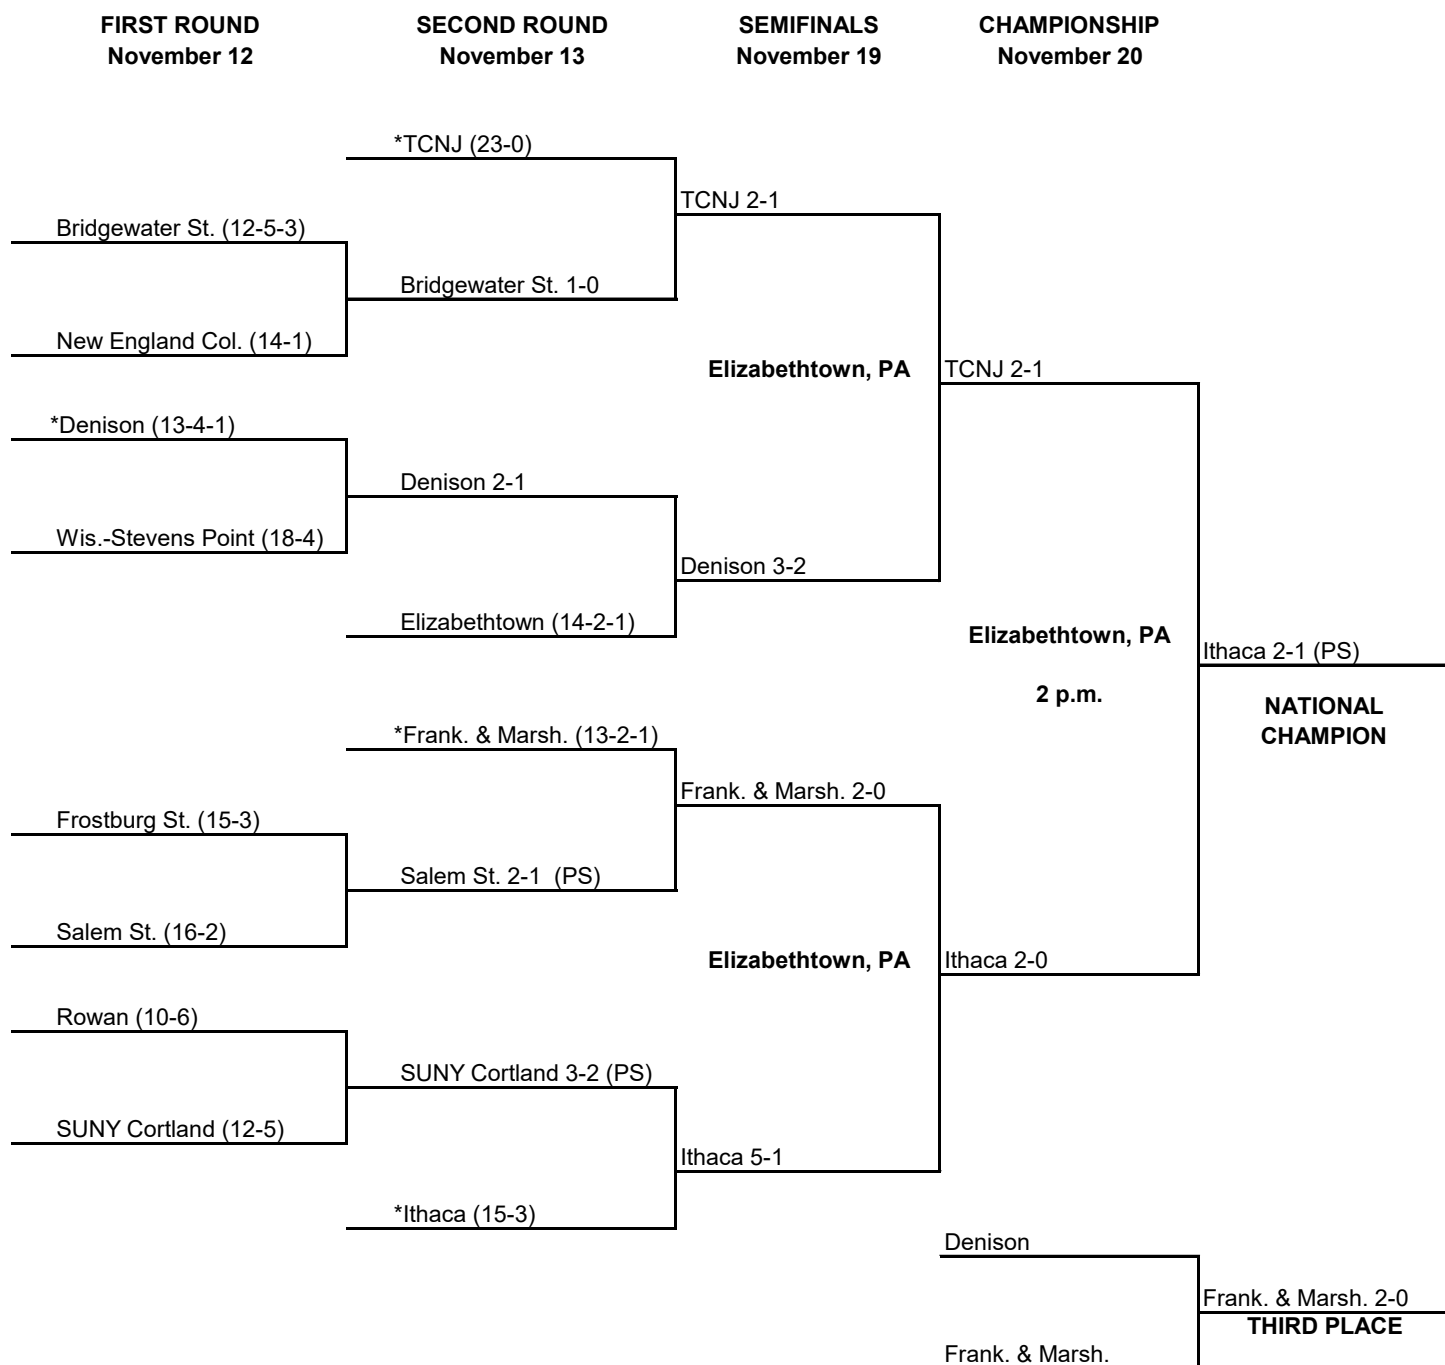 FIRST ROUND
November 12
SECOND ROUND
November 13
SEMIFINALS
November 19
CHAMPIONSHIP
November 20
*TCNJ (23-0)
TCNJ 2-1
Bridgewater St. (12-5-3)
Bridgewater St. 1-0
New England Col. (14-1)
Elizabethtown, PA
TCNJ 2-1
*Denison (13-4-1)
Denison 2-1
Wis.-Stevens Point (18-4)
Denison 3-2
Elizabethtown (14-2-1)
Elizabethtown, PA
2 p.m.
Ithaca 2-1 (PS)
NATIONAL
CHAMPION
*Frank. & Marsh. (13-2-1)
Frank. & Marsh. 2-0
Frostburg St. (15-3)
Salem St. 2-1 (PS)
Salem St. (16-2)
Elizabethtown, PA
Ithaca 2-0
Rowan (10-6)
SUNY Cortland 3-2 (PS)
SUNY Cortland (12-5)
Ithaca 5-1
*Ithaca (15-3)
Denison
Frank. & Marsh. 2-0
THIRD PLACE
Frank. & Marsh.